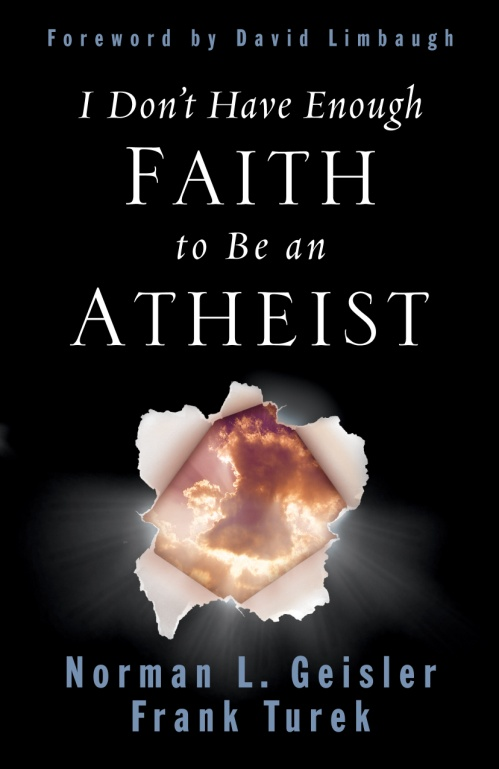 Foreword by David Limbaugh
I Don't Have Enough
FAITH
to Be an
ATHEIST
Norman L. Geisler
Frank Turek